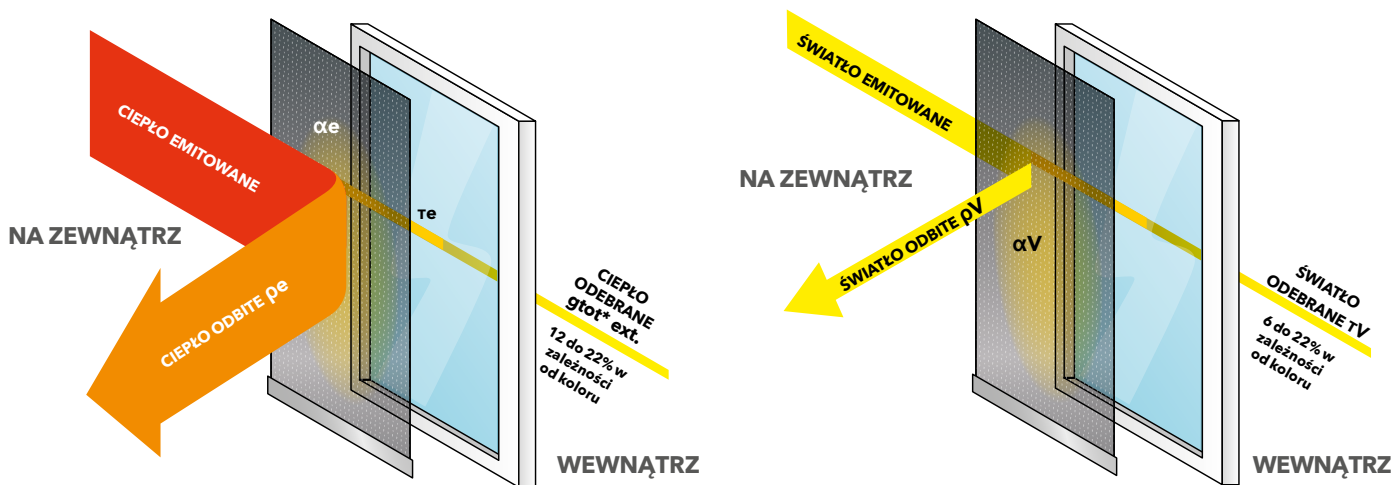 CIEPŁO EMITOWANE
αe
τe
NA ZEWNĄTRZ
CIEPŁO ODBITE ρe
CIEPŁO
ODEBRANE
gtot* ext.
12 do 22% w
zależności
od koloru
WEWNĄTRZ
ŚWIATŁO EMITOWANE
NA ZEWNĄTRZ
ŚWIATŁO ODBITE ρV
αV
ŚWIATŁO
ODEBRANE τV
6 do 22% w
zależności
od koloru
WEWNĄTRZ